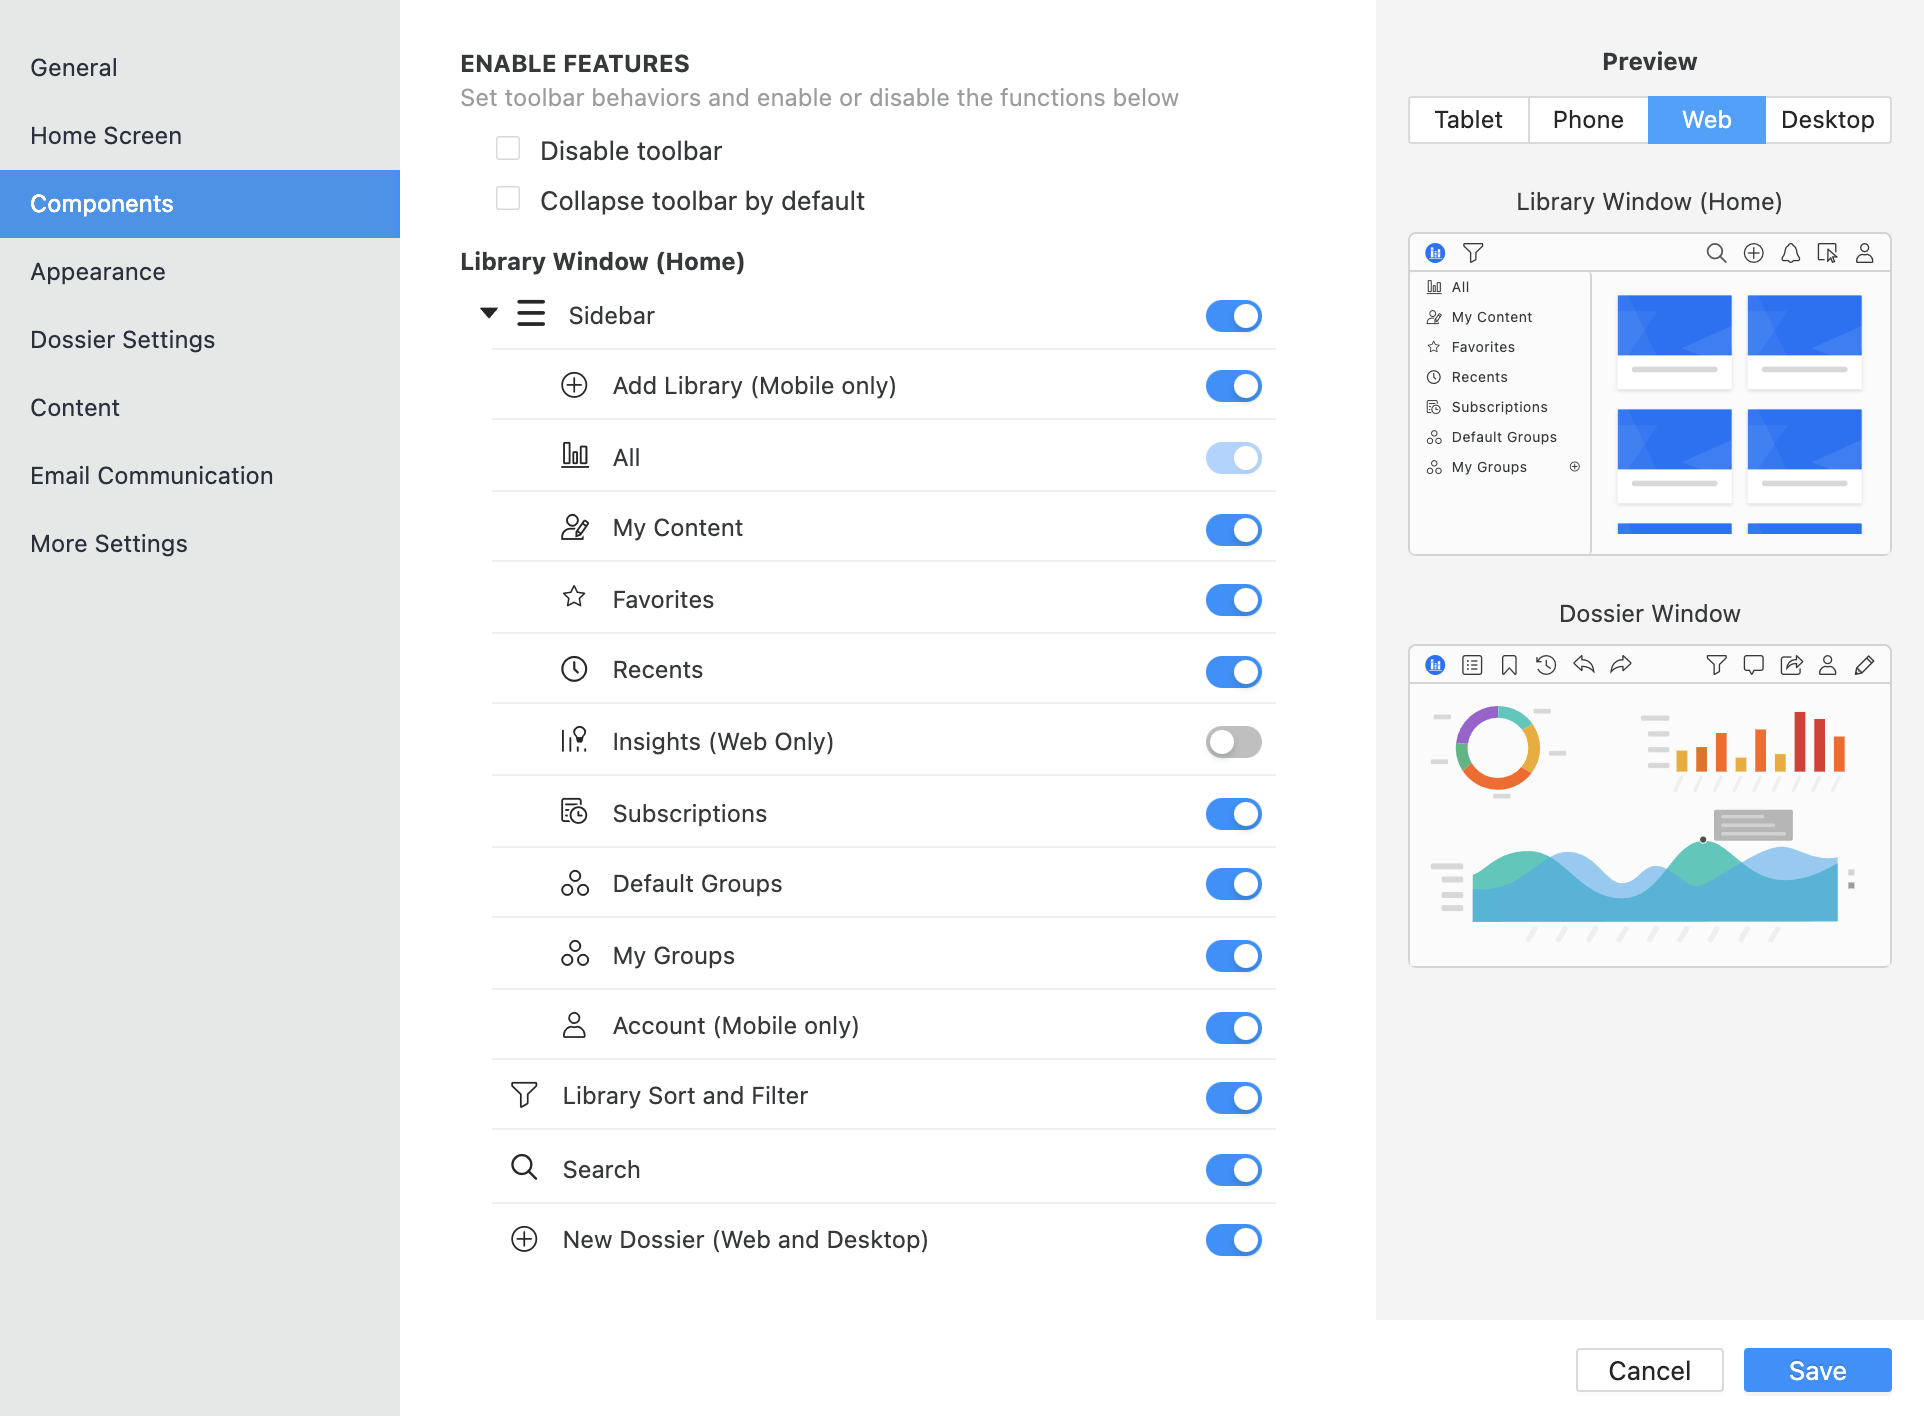 General
Home Screen
Components
Appearance
Dossier Settings
Content
Email Communication
More Settings
ENABLE FEATURES
Set toolbar behaviors and enable or disable the functions below
Disable toolbar
Collapse toolbar by default
Library Window (Home)
Sidebar
Add Library (Mobile only)
All
My Content
Favorites
Recents
Insights (Web Only)
Subscriptions
Default Groups
My Groups
Account (Mobile only)
Library Sort and Filter
Search
New Dossier (Web and Desktop)
Preview
Tablet Phone Web Desktop
Library Window (Home)
All
My Content
Favorites
Recents
Subscriptions
Default Groups
My Groups
Dossier Window
Cancel Save